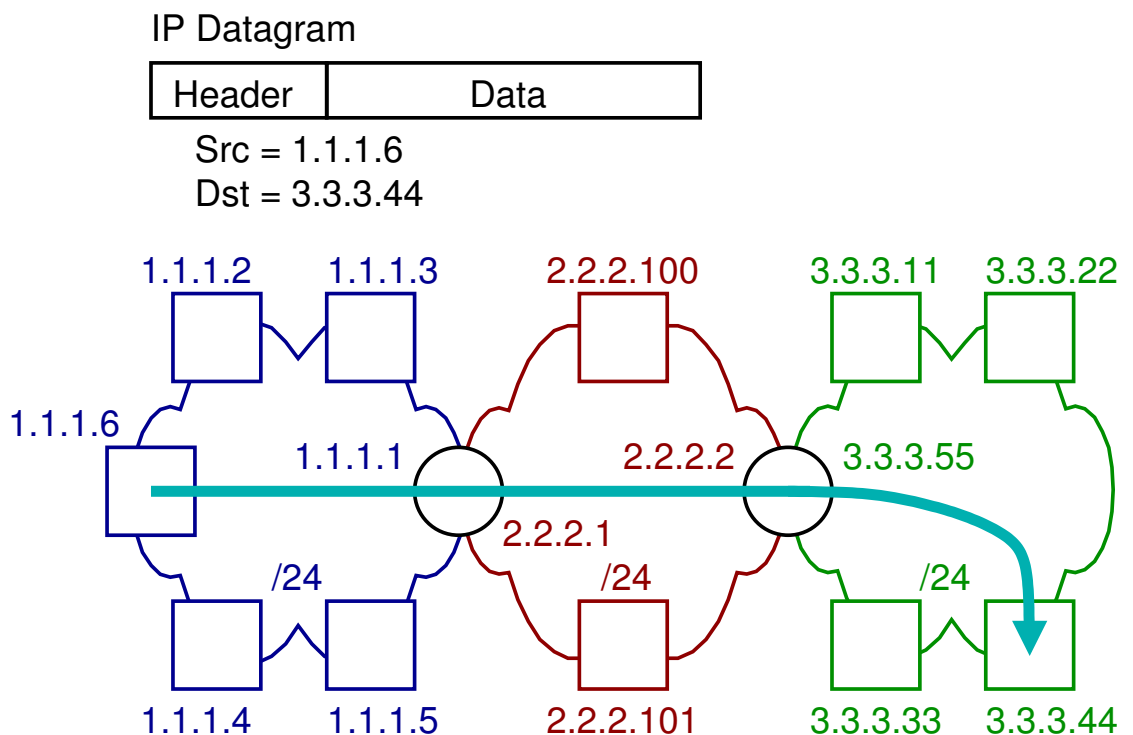 IP Datagram
Header Data
Src = 1.1.1.6
Dst = 3.3.3.44
1.1.1.2 1.1.1.3 2.2.2.100 3.3.3.11 3.3.3.22
1.1.1.6
1.1.1.1 2.2.2.2 3.3.3.55
2.2.2.1
/24 /24 /24
1.1.1.4 1.1.1.5 2.2.2.101 3.3.3.33 3.3.3.44